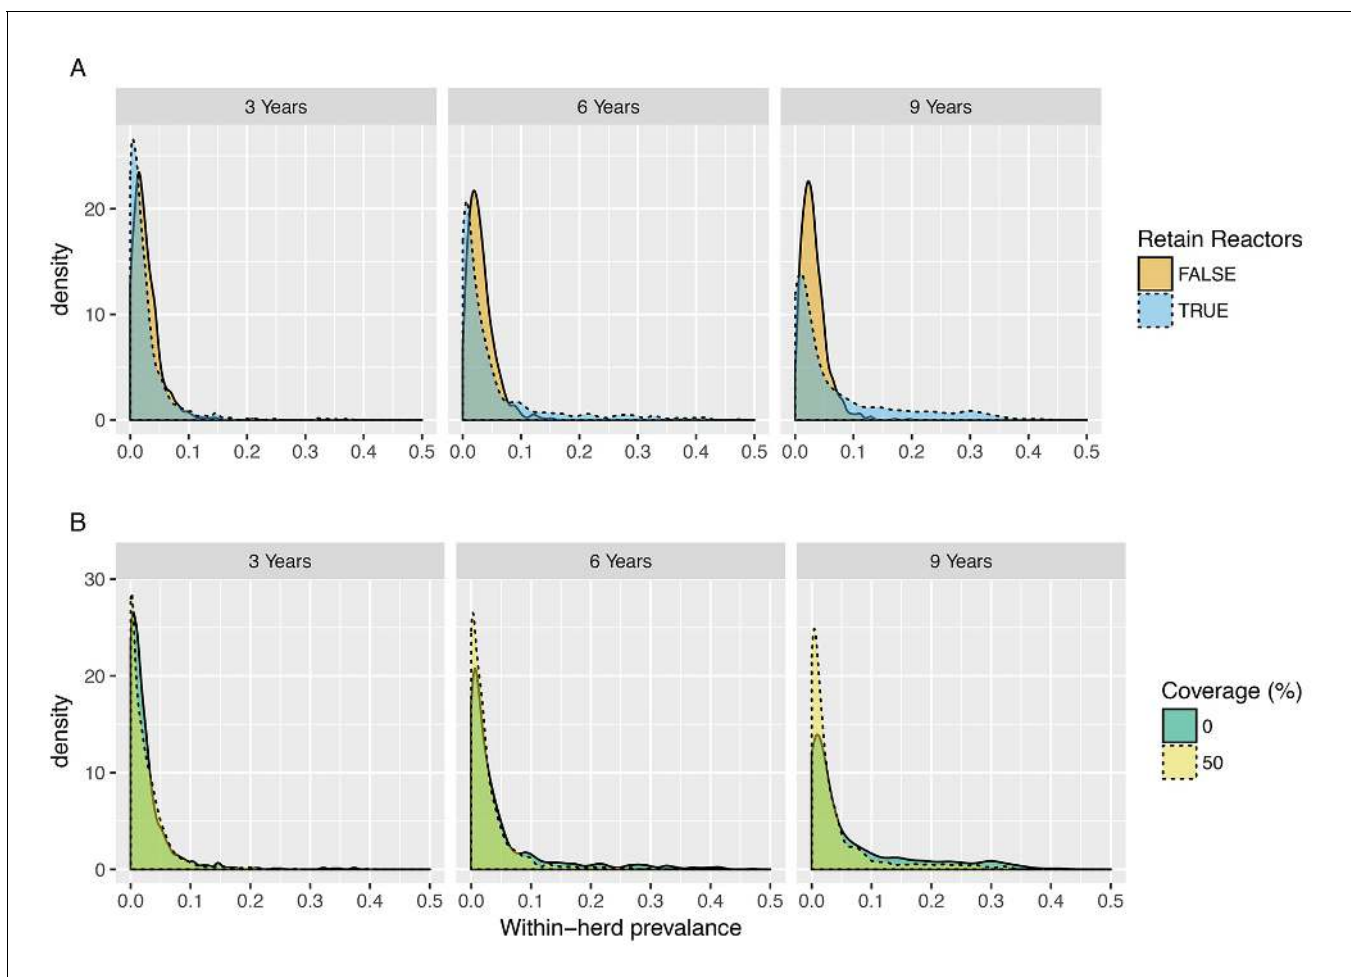 A
3 Years
6 Years
9 Years
density
20
10
0
0.0 0.1 0.2 0.3 0.4 0.5
0.0 0.1 0.2 0.3 0.4 0.5
0.0 0.1 0.2 0.3 0.4 0.5
Retain Reactors
FALSE
TRUE
B
3 Years
6 Years
9 Years
density
30
20
10
0
0.0 0.1 0.2 0.3 0.4 0.5
0.0 0.1 0.2 0.3 0.4 0.5
0.0 0.1 0.2 0.3 0.4 0.5
Within-herd prevalance
Coverage (%)
0
50